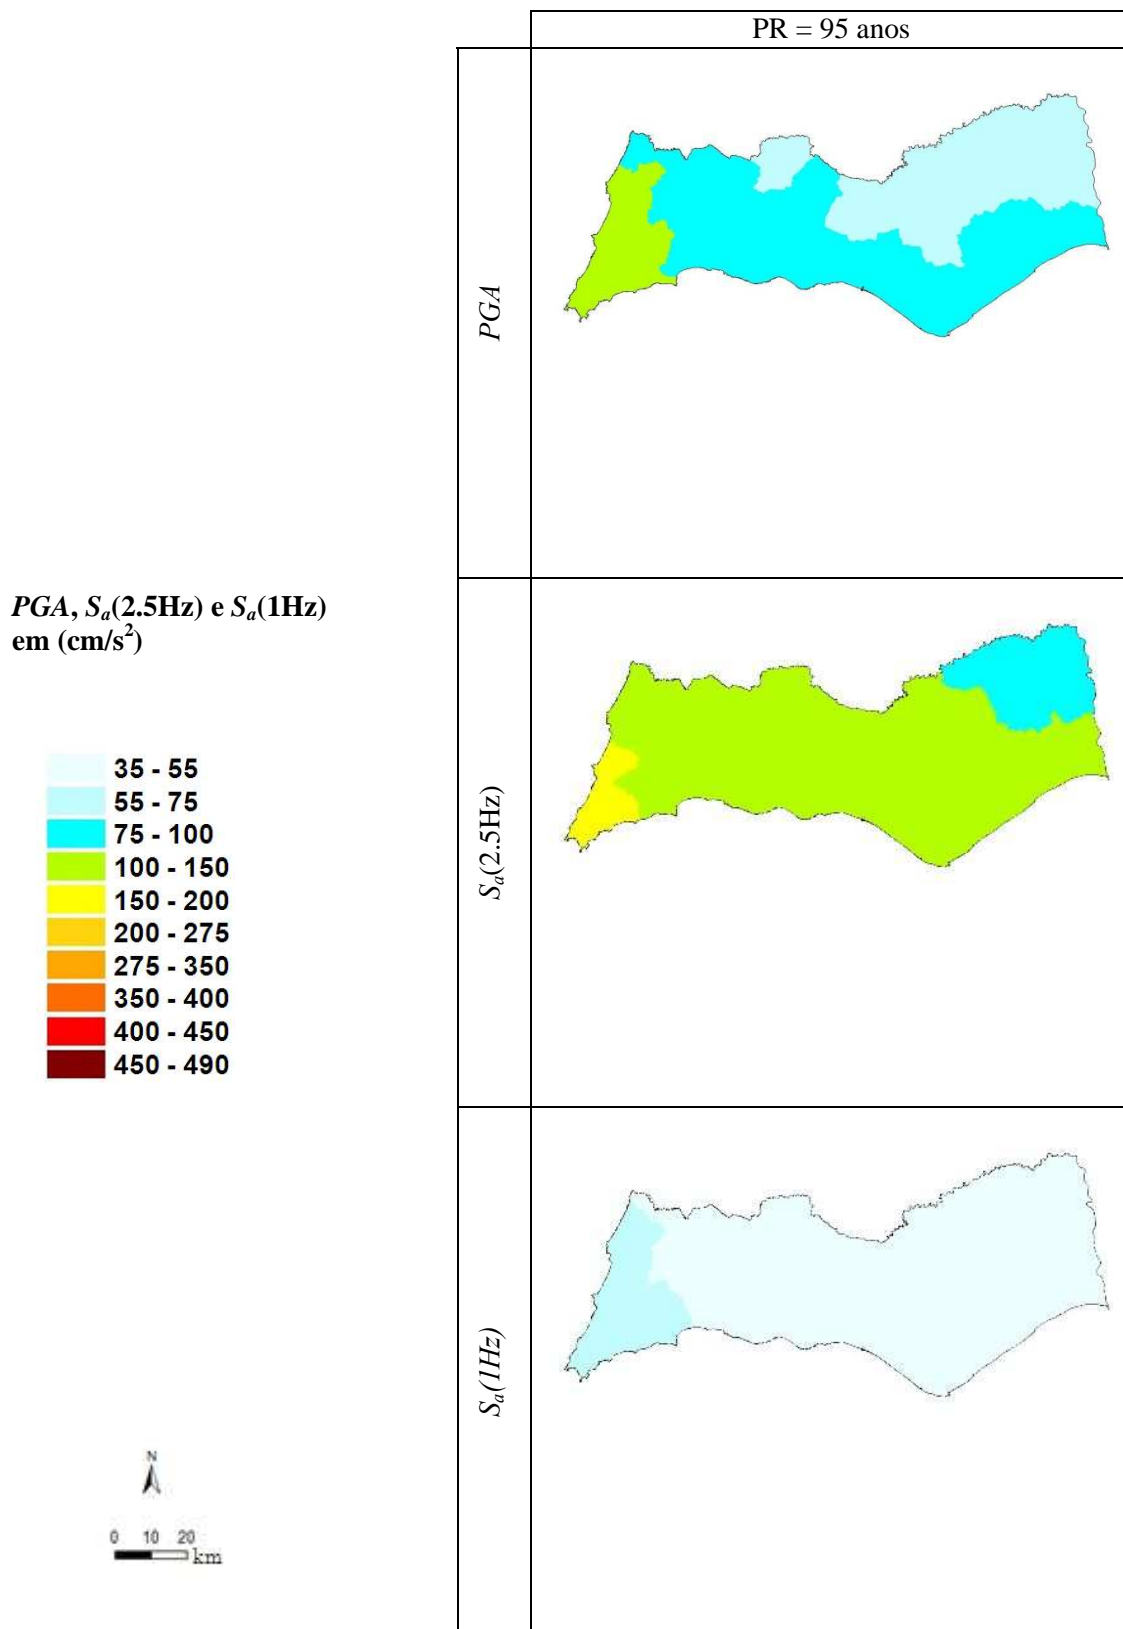 PR = 95 anos
PGA
PGA, Sa(2.5Hz) e Sa(1Hz)
em (cm/s²)
35 - 55
55 - 75
75 - 100
100 - 150
150 - 200
200 - 275
275 - 350
350 - 400
400 - 450
450 - 490
Sa(2.5Hz)
Sa(1Hz)
N
0 10 20
km